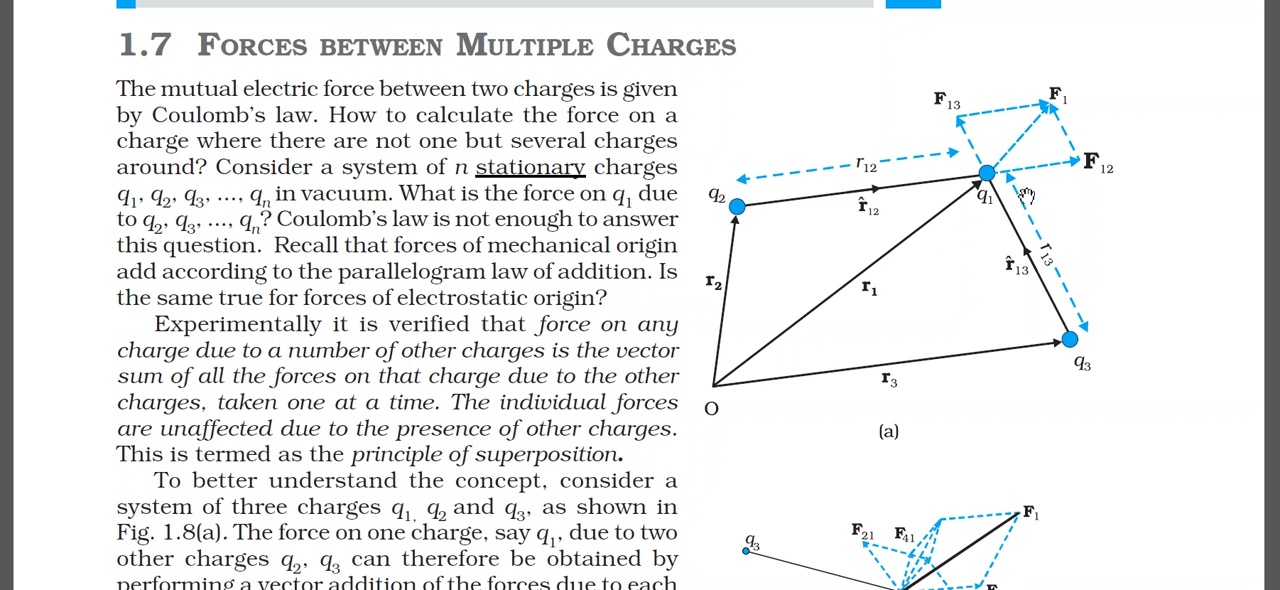 1.7 FORCES BETWEEN MULTIPLE CHARGES
The mutual electric force between two charges is given
by Coulomb's law. How to calculate the force on a
charge where there are not one but several charges
around? Consider a system of n stationary charges
q₁, q₂, q₃, ..., qₙ in vacuum. What is the force on q₁ due
to q₂, q₃, ..., qₙ? Coulomb's law is not enough to answer
this question. Recall that forces of mechanical origin
add according to the parallelogram law of addition. Is
the same true for forces of electrostatic origin?
Experimentally it is verified that force on any
charge due to a number of other charges is the vector
sum of all the forces on that charge due to the other
charges, taken one at a time. The individual forces
are unaffected due to the presence of other charges.
This is termed as the principle of superposition.
To better understand the concept, consider a
system of three charges q₁, q₂ and q₃, as shown in
Fig. 1.8(a). The force on one charge, say q₁, due to two
other charges q₂, q₃ can therefore be obtained by
performing a vector addition of the forces due to each
F₁₃
F₁
r₁₂
F₁₂
q₂
q₁
r̂₁₂
r̂₁₃
r₁₃
r₂
r₁
q₃
r₃
O
(a)
F₁
F₂₁
F₄₁
q₃